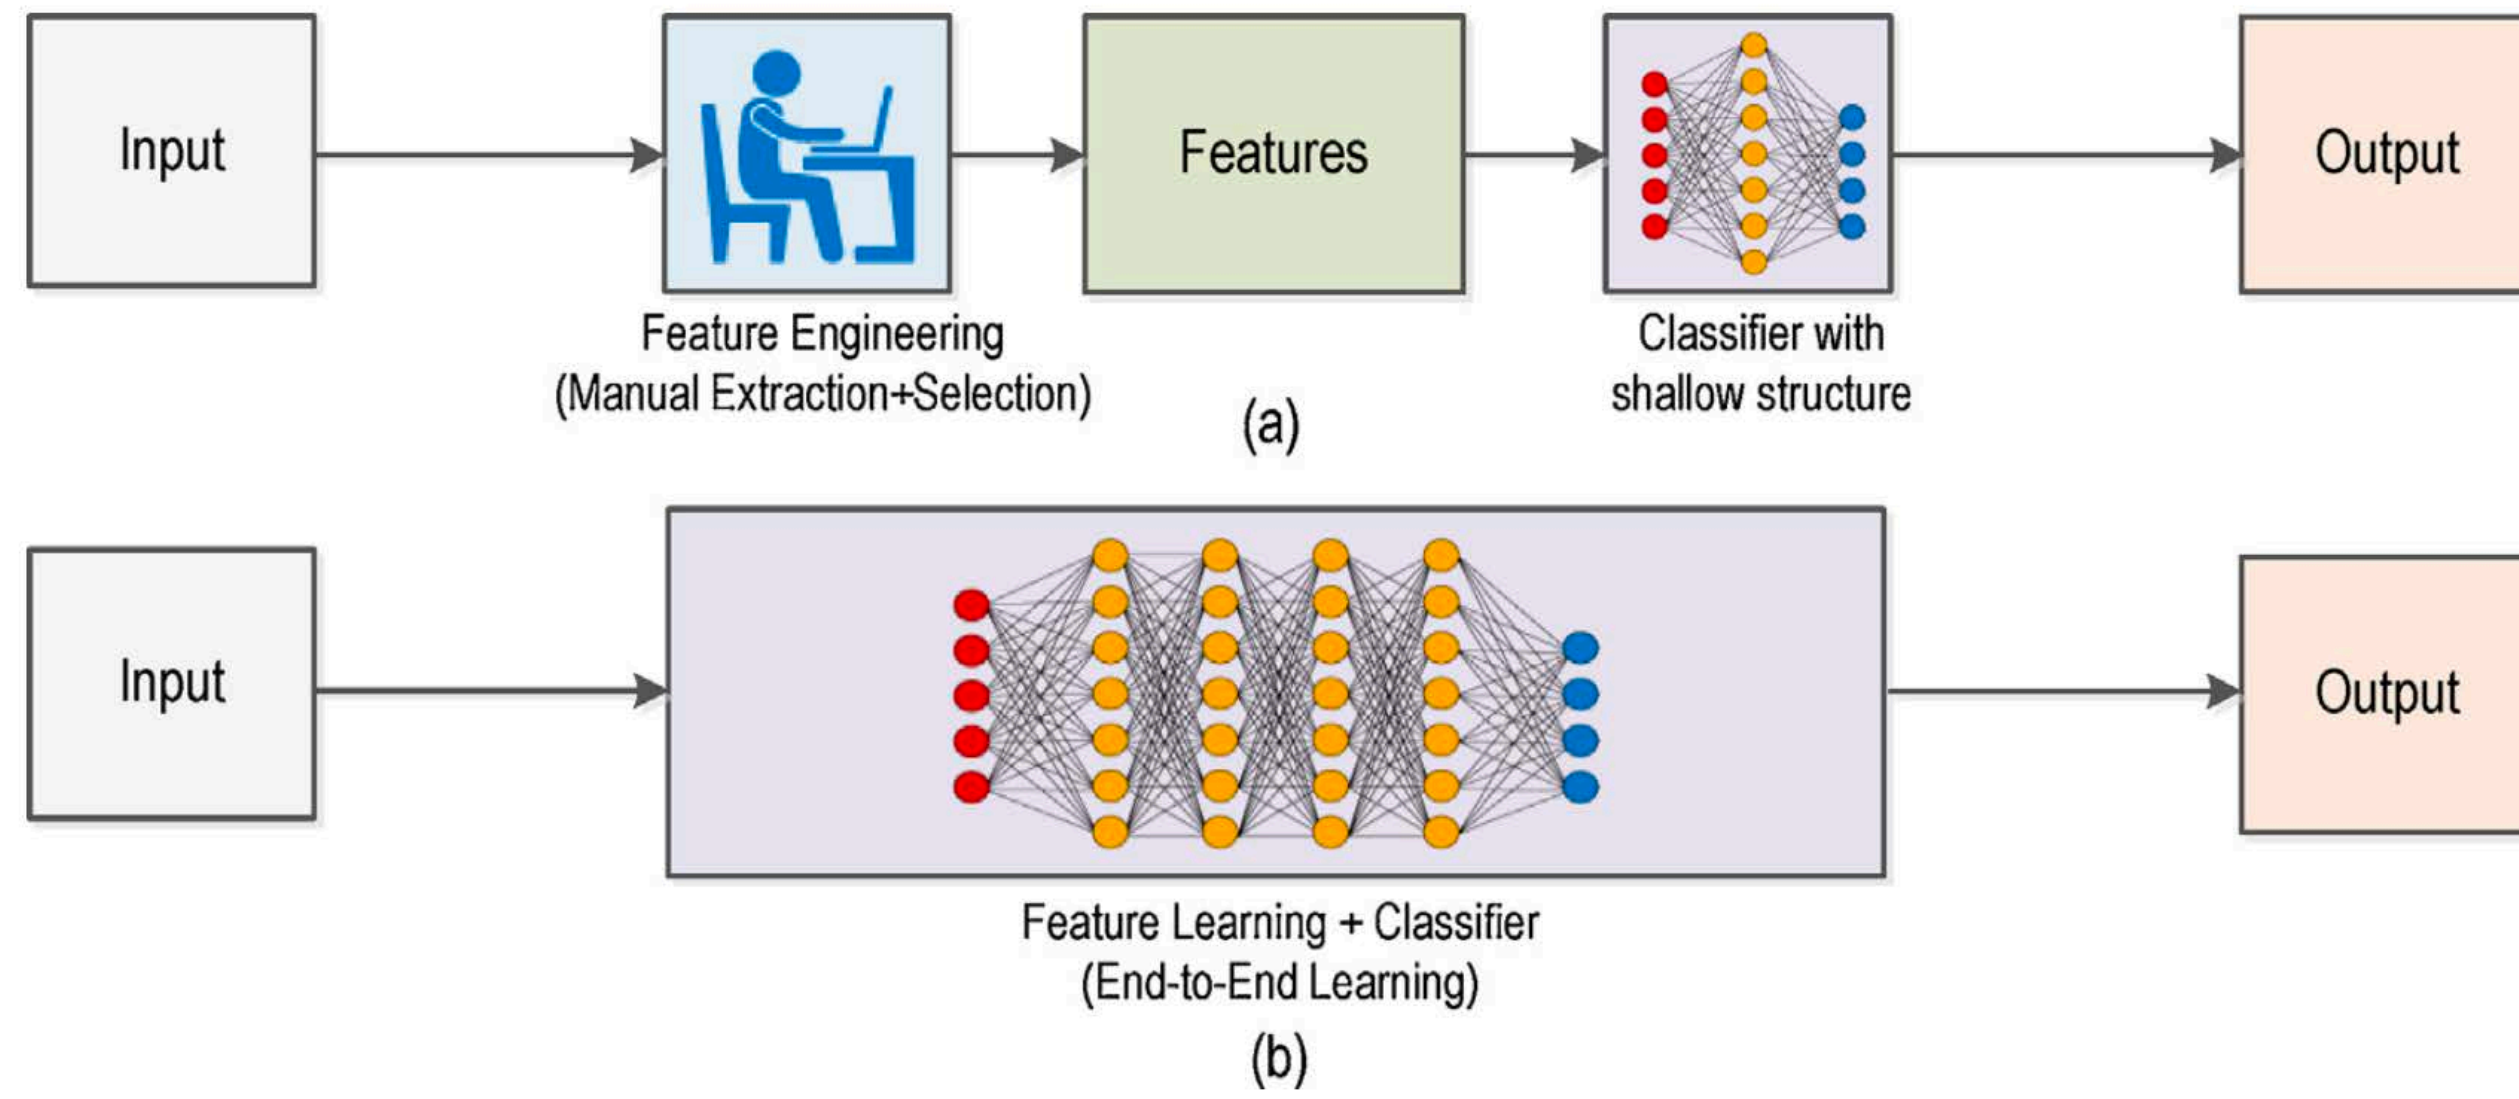 Input
Features
Output
Feature Engineering
(Manual Extraction+Selection)
Classifier with
shallow structure
(a)
Input
Output
Feature Learning + Classifier
(End-to-End Learning)
(b)